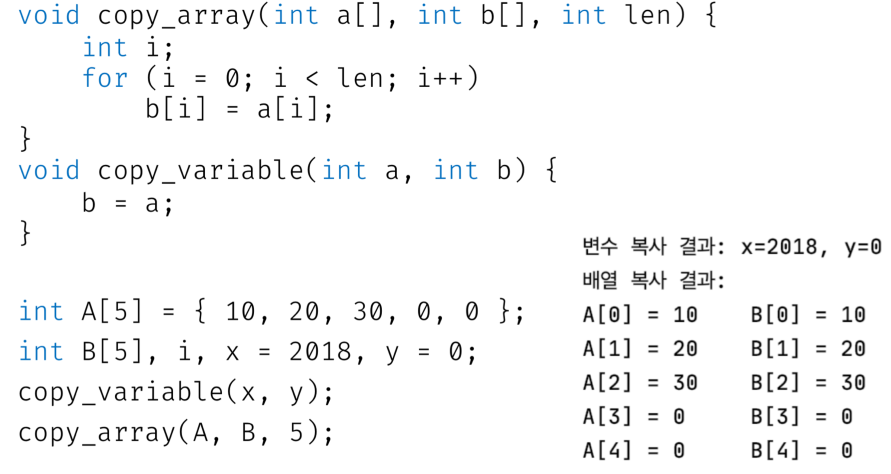 void copy_array(int a[], int b[], int len) {
    int i;
    for (i = 0; i < len; i++)
        b[i] = a[i];
}
void copy_variable(int a, int b) {
    b = a;
}
int A[5] = { 10, 20, 30, 0, 0 };
int B[5], i, x = 2018, y = 0;
copy_variable(x, y);
copy_array(A, B, 5);
변수 복사 결과: x=2018, y=0
배열 복사 결과:
A[0] = 10    B[0] = 10
A[1] = 20    B[1] = 20
A[2] = 30    B[2] = 30
A[3] = 0     B[3] = 0
A[4] = 0     B[4] = 0